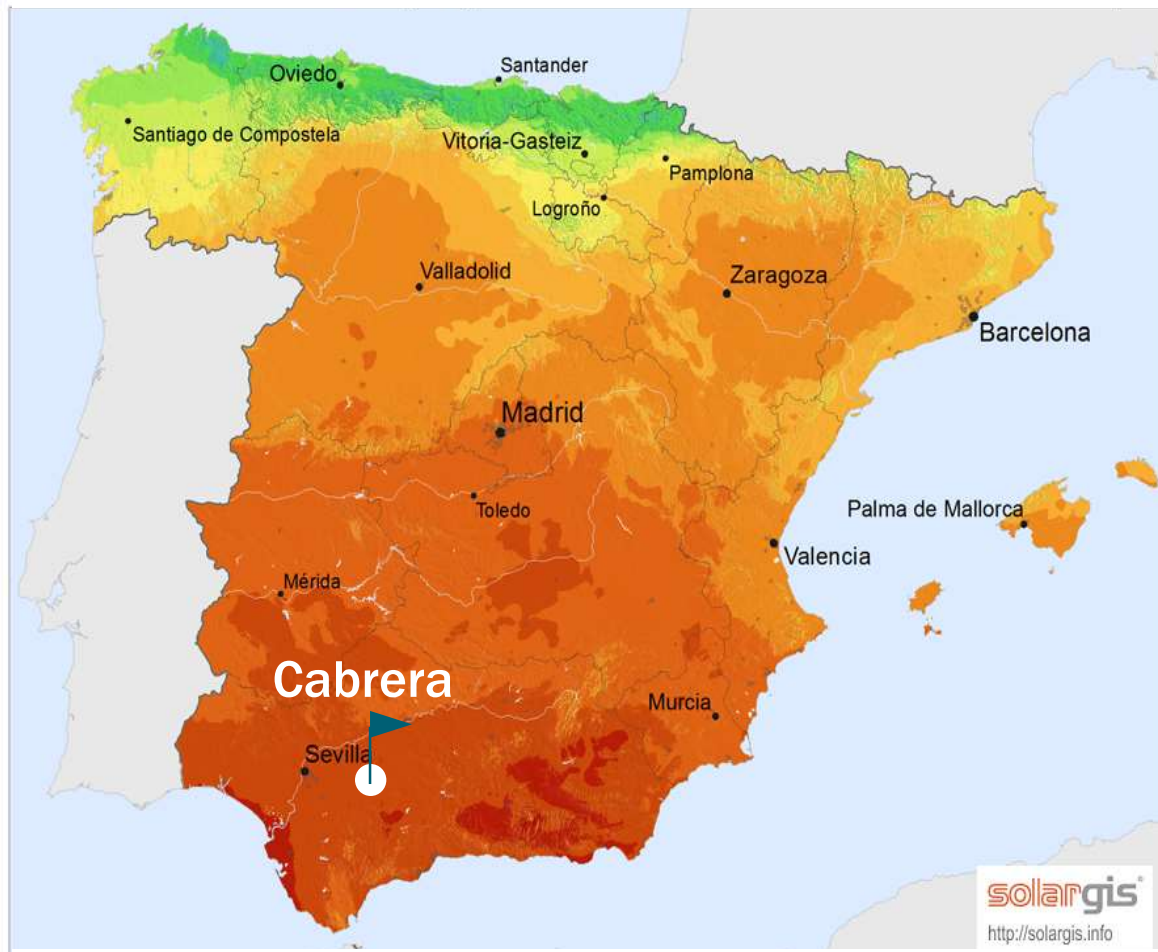 Santander
Oviedo
Santiago de Compostela
Vitoria-Gasteiz
Pamplona
Logroño
Valladolid
Zaragoza
Barcelona
Madrid
Toledo
Palma de Mallorca
Valencia
Mérida
Cabrera
Murcia
Sevilla
solargis
http://solargis.info